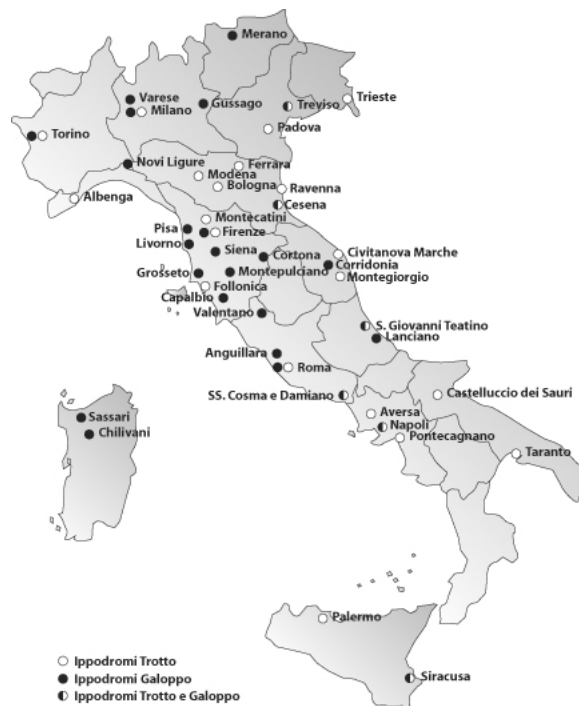 Merano
Varese
Gussago
Trieste
Milano
Treviso
Padova
Torino
Novi Ligure
Ferrara
Modena
Bologna
Ravenna
Albenga
Cesena
Montecatini
Pisa
Firenze
Livorno
Siena
Civitanova Marche
Cortona
Corridonia
Grosseto
Montepulciano
Montegiorgio
Follonica
Capalbio
Valentano
S. Giovanni Teatino
Lanciano
Anguillara
Roma
SS. Cosma e Damiano
Castelluccio dei Sauri
Aversa
Sassari
Napoli
Chilivani
Pontecagnano
Taranto
Palermo
Siracusa
Ippodromi Trotto
Ippodromi Galoppo
Ippodromi Trotto e Galoppo